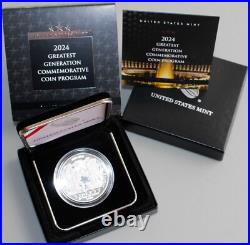 2024
GREATEST
GENERATION
COMMEMORATIVE
COIN PROGRAM
UNITED STATES MINT
2024
GREATEST GENERATION
COMMEMORATIVE
COIN PROGRAM
UNITED STATES MINT